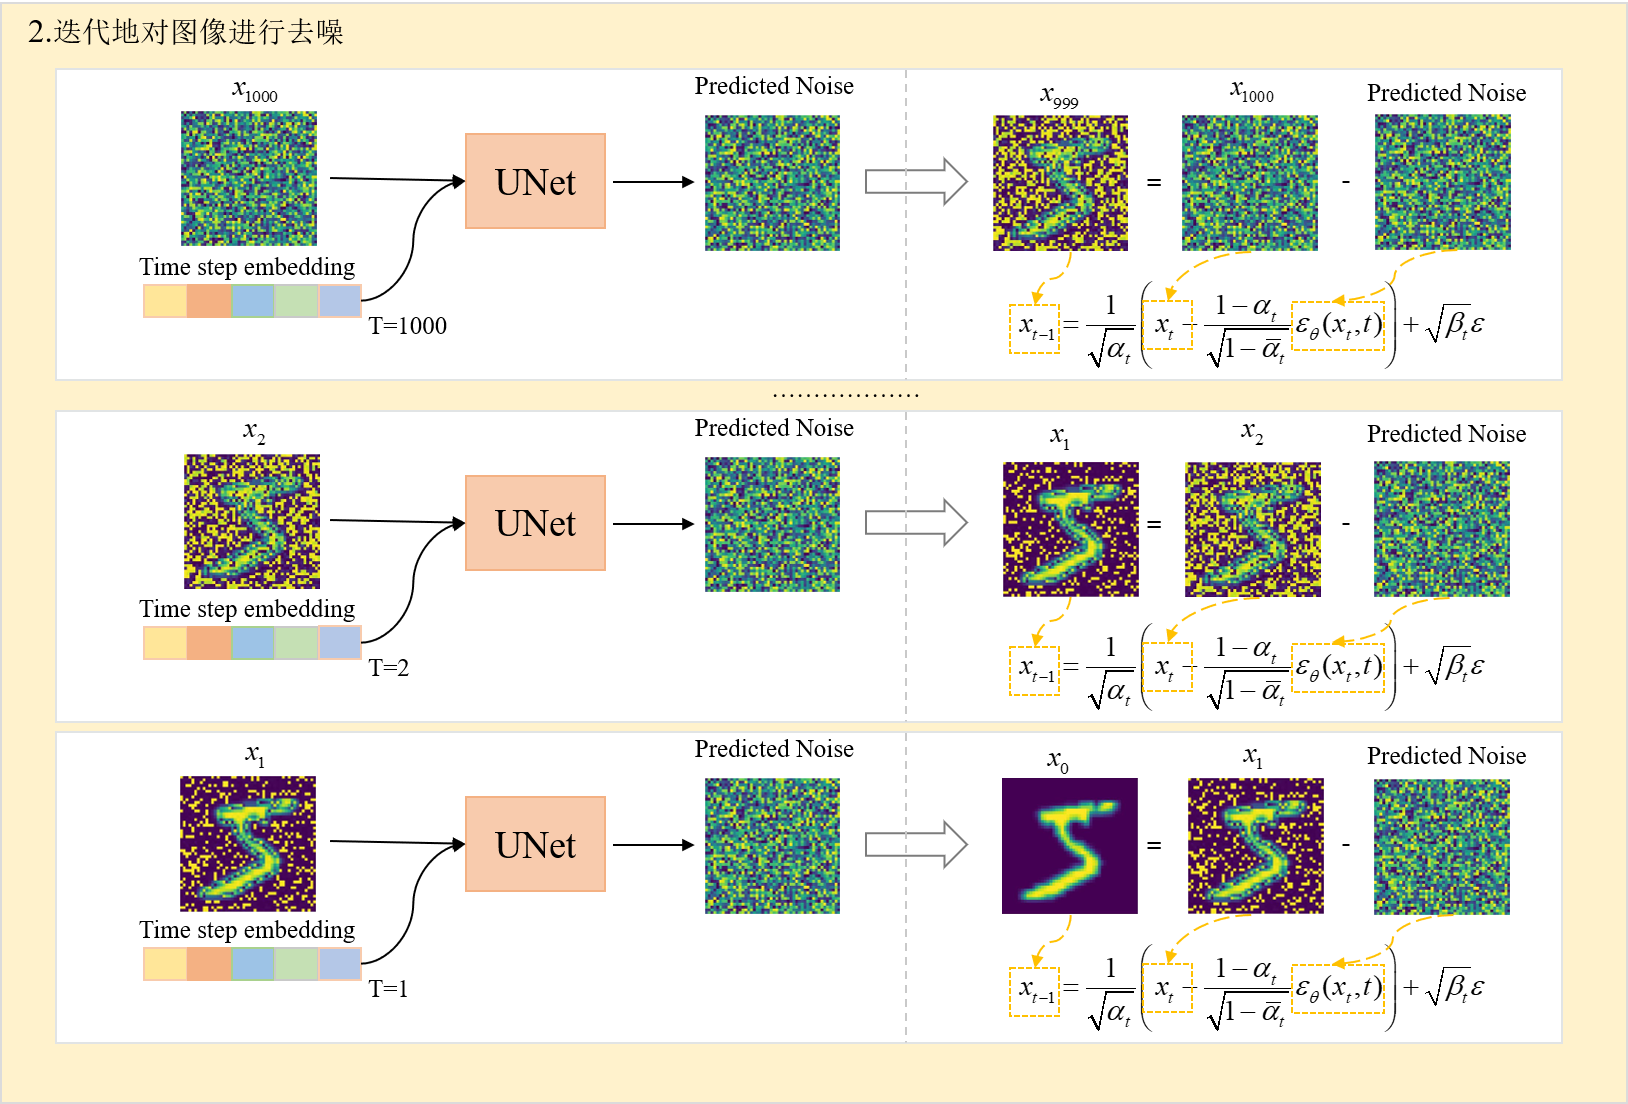 2.迭代地对图像进行去噪
x_{1000}
Predicted Noise
x_{999}
x_{1000}
Predicted Noise
UNet
=
-
Time step embedding
T=1000
x_{t-1} = \frac{1}{\sqrt{\alpha_t}} \left( x_t - \frac{1-\alpha_t}{\sqrt{1-\bar{\alpha}_t}} \varepsilon_\theta(x_t,t) \right) + \sqrt{\beta_t}\varepsilon
..................
x_2
Predicted Noise
x_1
x_2
Predicted Noise
UNet
=
-
Time step embedding
T=2
x_{t-1} = \frac{1}{\sqrt{\alpha_t}} \left( x_t - \frac{1-\alpha_t}{\sqrt{1-\bar{\alpha}_t}} \varepsilon_\theta(x_t,t) \right) + \sqrt{\beta_t}\varepsilon
x_1
Predicted Noise
x_0
x_1
Predicted Noise
UNet
=
-
Time step embedding
T=1
x_{t-1} = \frac{1}{\sqrt{\alpha_t}} \left( x_t - \frac{1-\alpha_t}{\sqrt{1-\bar{\alpha}_t}} \varepsilon_\theta(x_t,t) \right) + \sqrt{\beta_t}\varepsilon